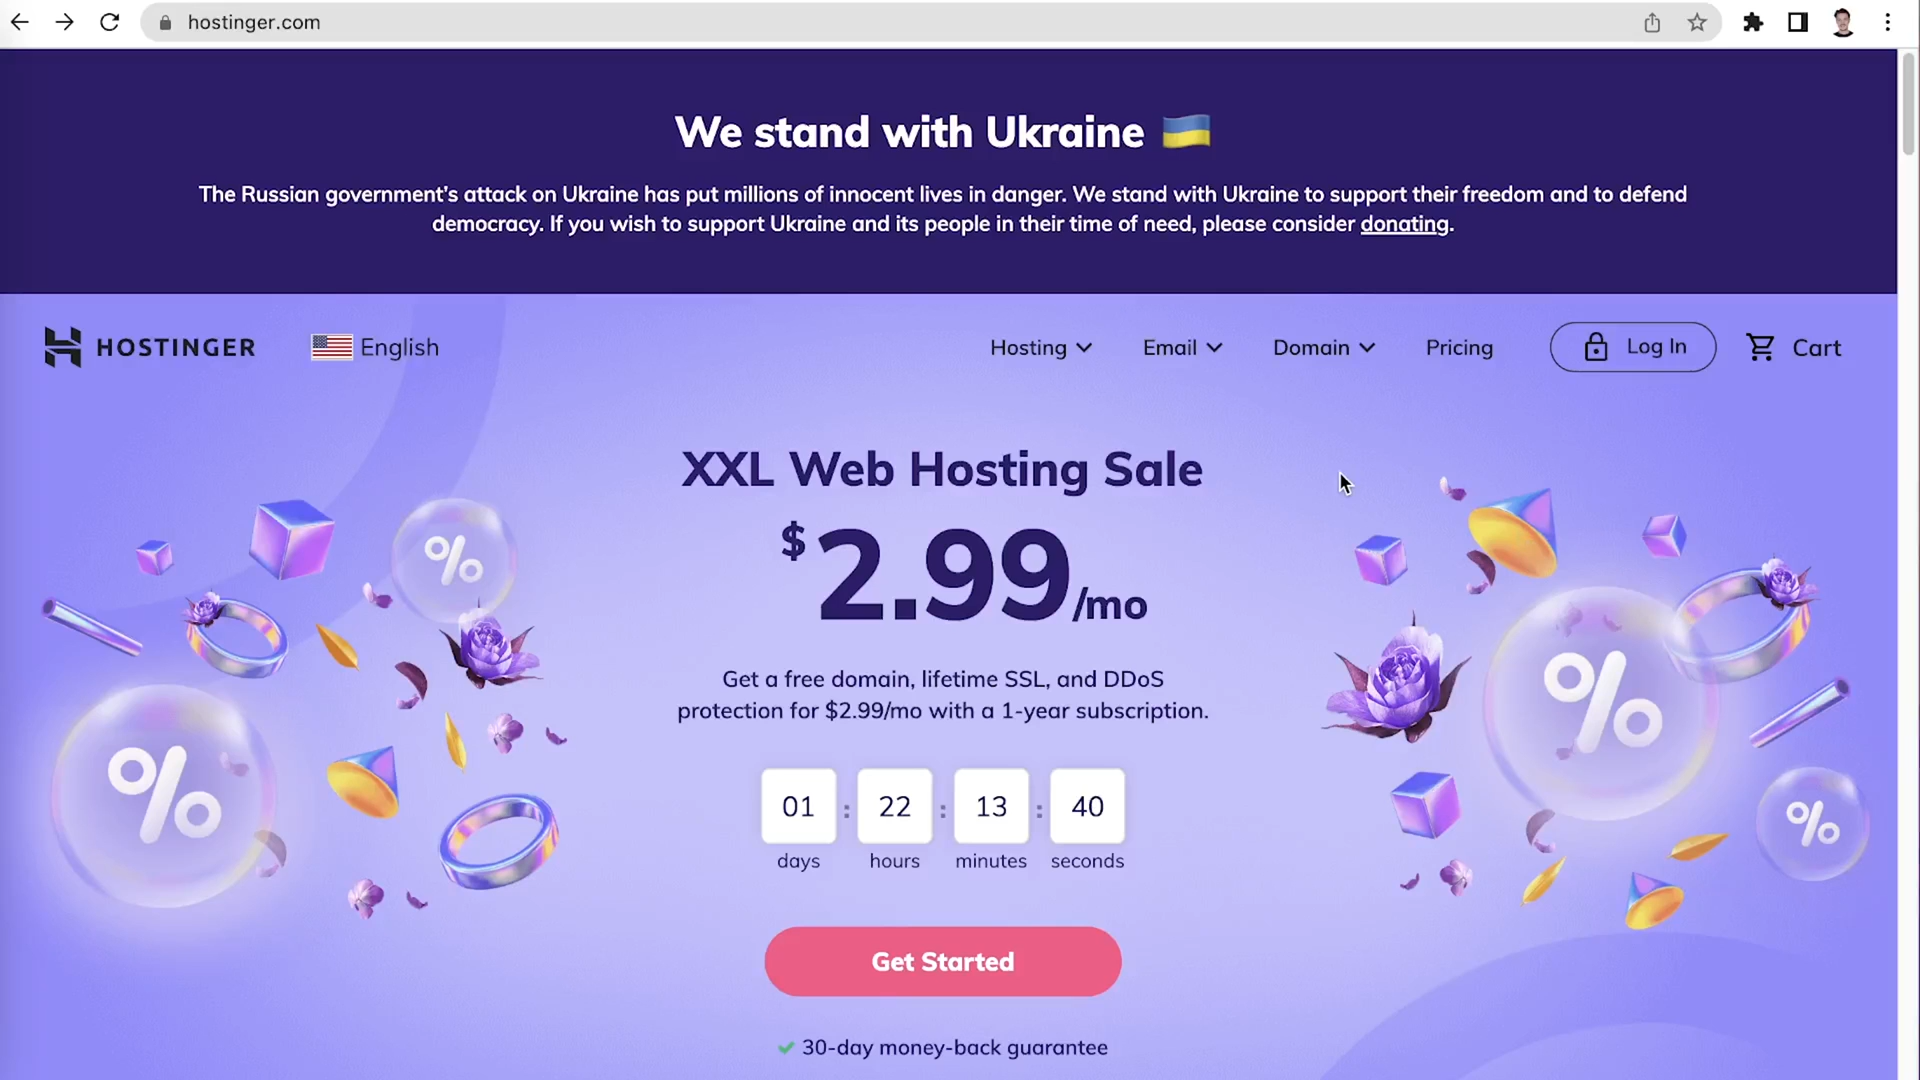 hostinger.com
We stand with Ukraine 🇺🇦
The Russian government's attack on Ukraine has put millions of innocent lives in danger. We stand with Ukraine to support their freedom and to defend
democracy. If you wish to support Ukraine and its people in their time of need, please consider donating.
HOSTINGER English Hosting Email Domain Pricing Log In Cart
XXL Web Hosting Sale
$2.99/mo
Get a free domain, lifetime SSL, and DDoS
protection for $2.99/mo with a 1-year subscription.
01 : 22 : 13 : 40
days hours minutes seconds
Get Started
30-day money-back guarantee
%
%
%
%